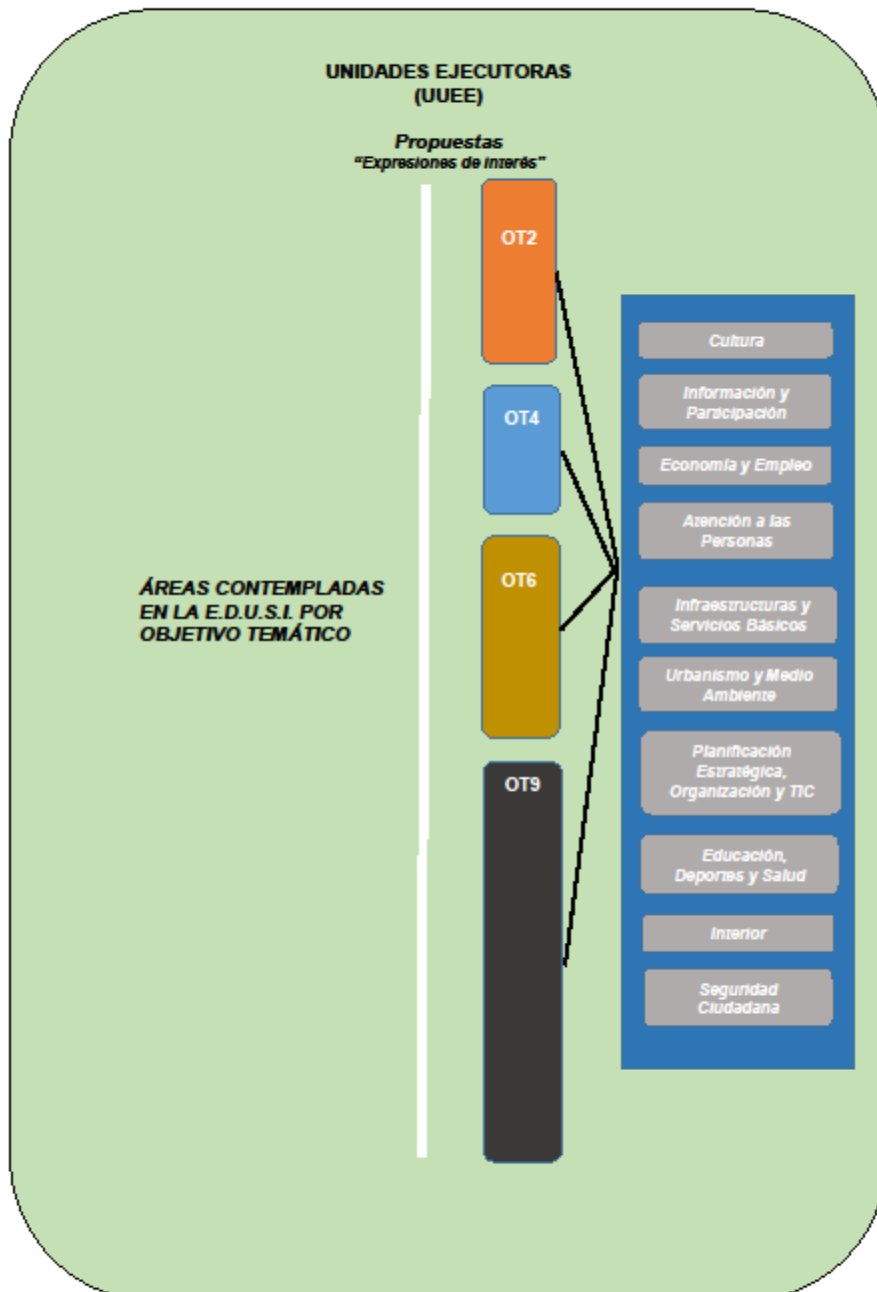 UNIDADES EJECUTORAS
(UUEE)
Propuestas
“Expresiones de interés”
ÁREAS CONTEMPLADAS
EN LA E.D.U.S.I. POR
OBJETIVO TEMÁTICO
OT2
OT4
OT6
OT9
Cultura
Información y
Participación
Economía y Empleo
Atención a las
Personas
Infraestructuras y
Servicios Básicos
Urbanismo y Medio
Ambiente
Planificación
Estratégica,
Organización y TIC
Educación,
Deportes y Salud
Interior
Seguridad
Ciudadana